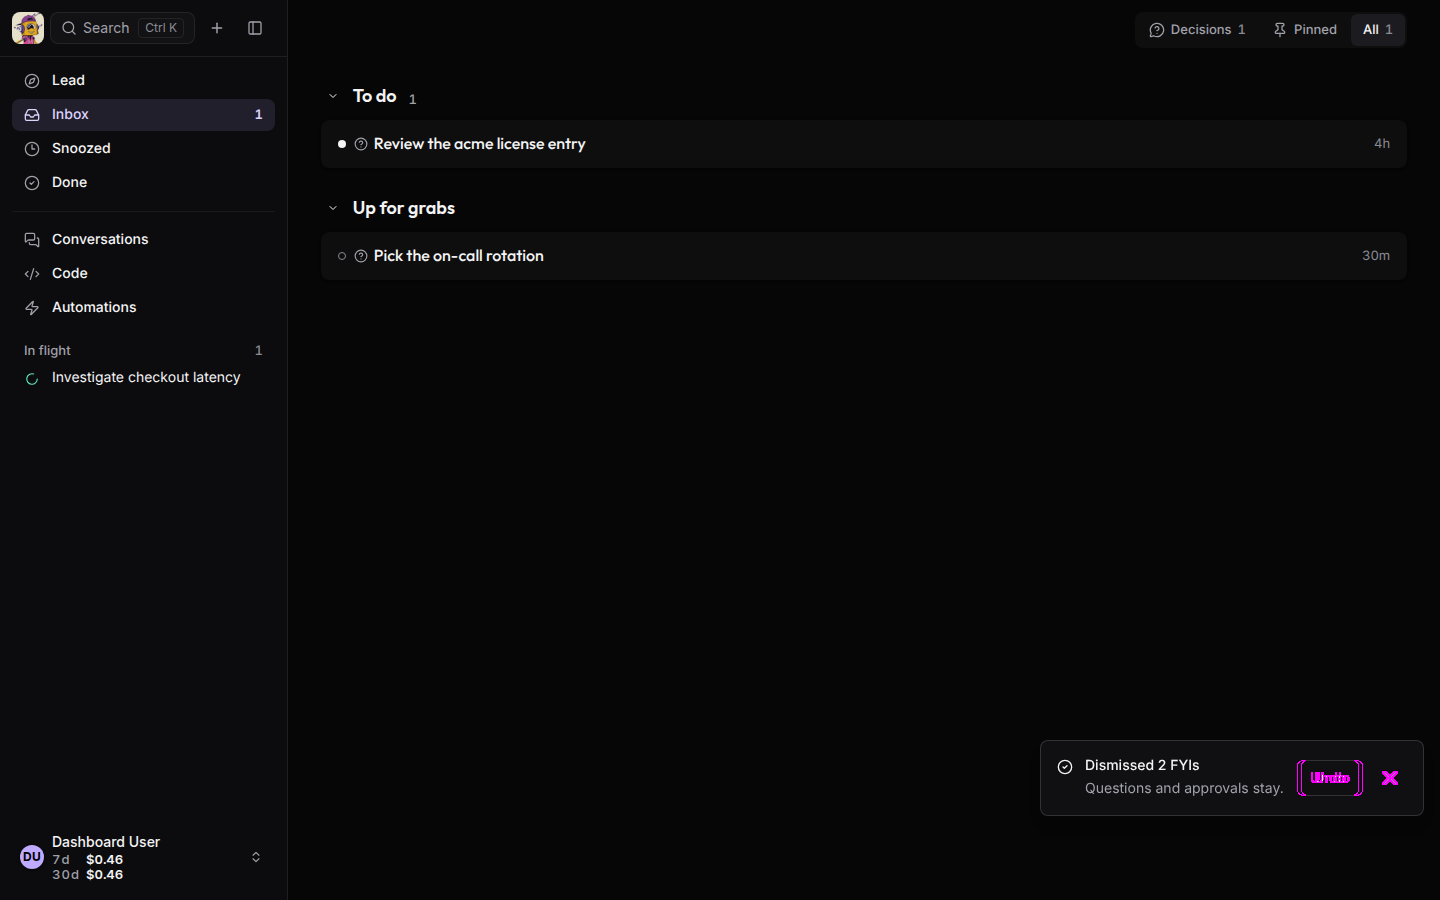 Search Ctrl K
Lead
Inbox 1
Snoozed
Done
Conversations
Code
Automations
In flight 1
Investigate checkout latency
DU
Dashboard User
7d $0.46
30d $0.46
Decisions 1
Pinned
All 1
To do 1
Review the acme license entry 4h
Up for grabs
Pick the on-call rotation 30m
Dismissed 2 FYIs
Questions and approvals stay.